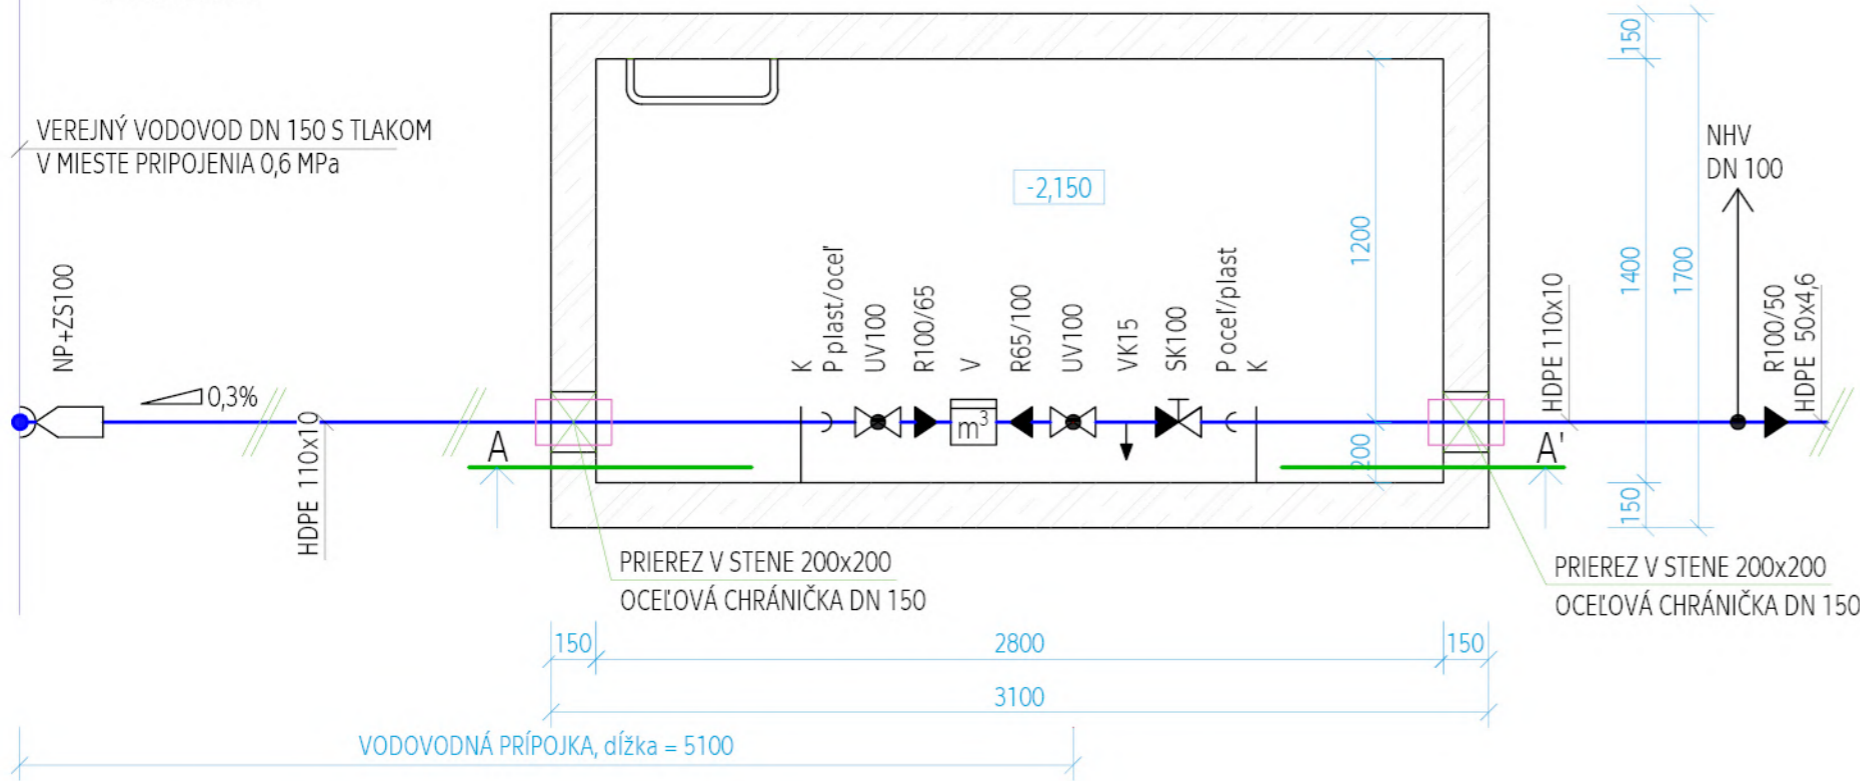 VEREJNÝ VODOVOD DN 150 S TLAKOM
V MIESTE PRIPOJENIA 0,6 MPa
NP+ZS100
0,3%
HDPE 110x10
A
-2,150
K
P plast/oceľ
UV100
R100/65
V
m³
R65/100
UV100
VK15
SK100
P oceľ/plast
K
1200
200
A'
HDPE 110x10
150
1400
150
1700
NHV
DN 100
R100/50
HDPE 50x4,6
PRIEREZ V STENE 200x200
OCEĽOVÁ CHRÁNIČKA DN 150
PRIEREZ V STENE 200x200
OCEĽOVÁ CHRÁNIČKA DN 150
150
2800
150
3100
VODOVODNÁ PRÍPOJKA, dĺžka = 5100